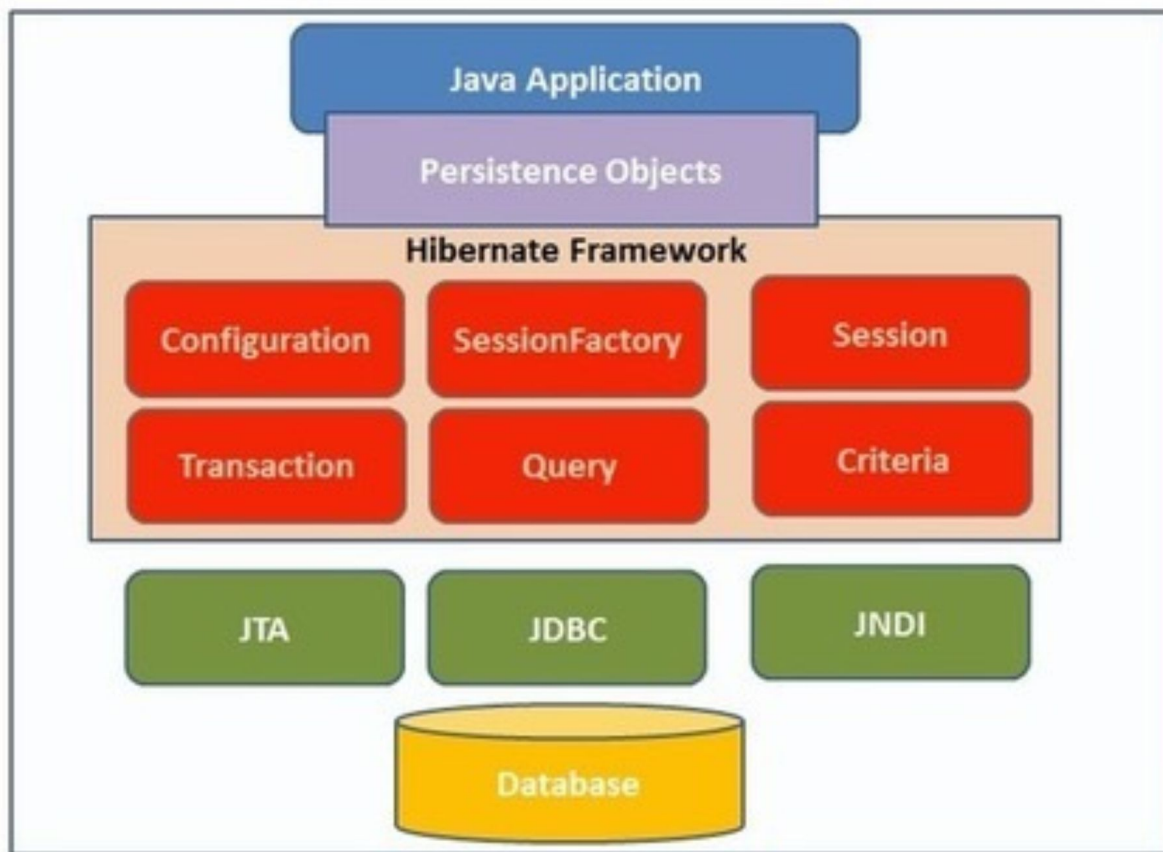 Java Application
Persistence Objects
Hibernate Framework
Configuration
SessionFactory
Session
Transaction
Query
Criteria
JTA
JDBC
JNDI
Database